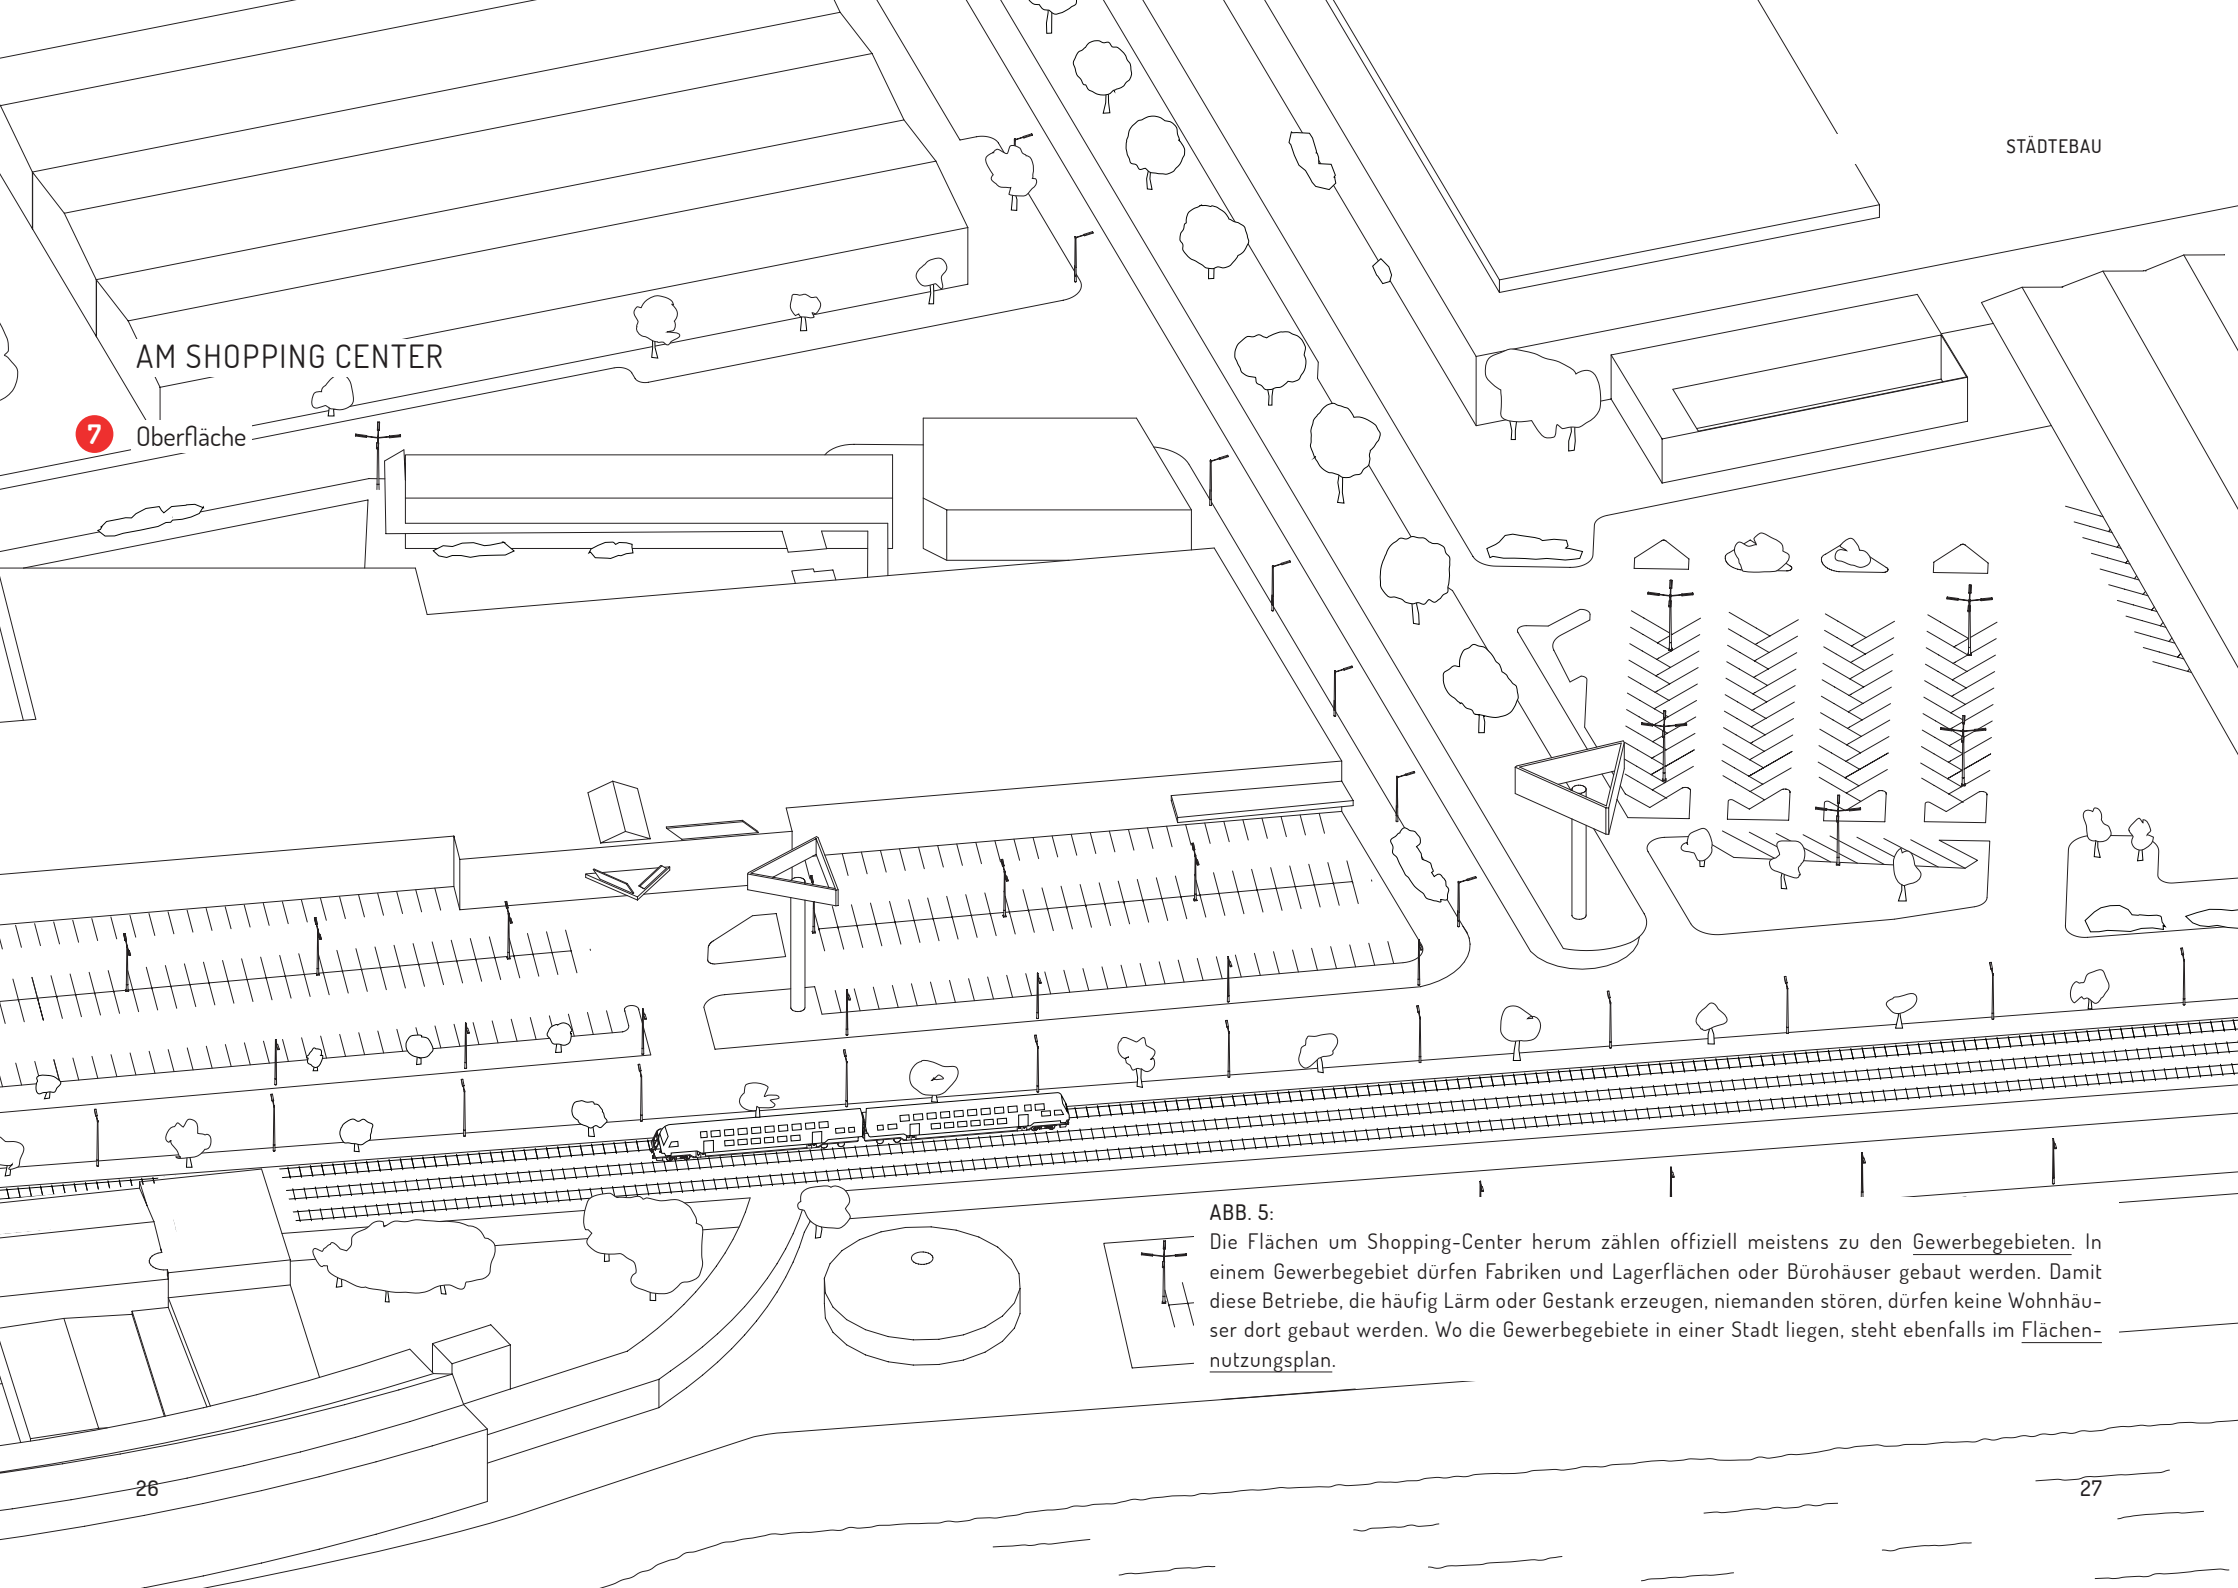 STÄDTEBAU
AM SHOPPING CENTER
7 Oberfläche
ABB. 5:
Die Flächen um Shopping-Center herum zählen offiziell meistens zu den Gewerbegebieten. In
einem Gewerbegebiet dürfen Fabriken und Lagerflächen oder Bürohäuser gebaut werden. Damit
diese Betriebe, die häufig Lärm oder Gestank erzeugen, niemanden stören, dürfen keine Wohnhäu-
ser dort gebaut werden. Wo die Gewerbegebiete in einer Stadt liegen, steht ebenfalls im Flächen-
nutzungsplan.
26
27